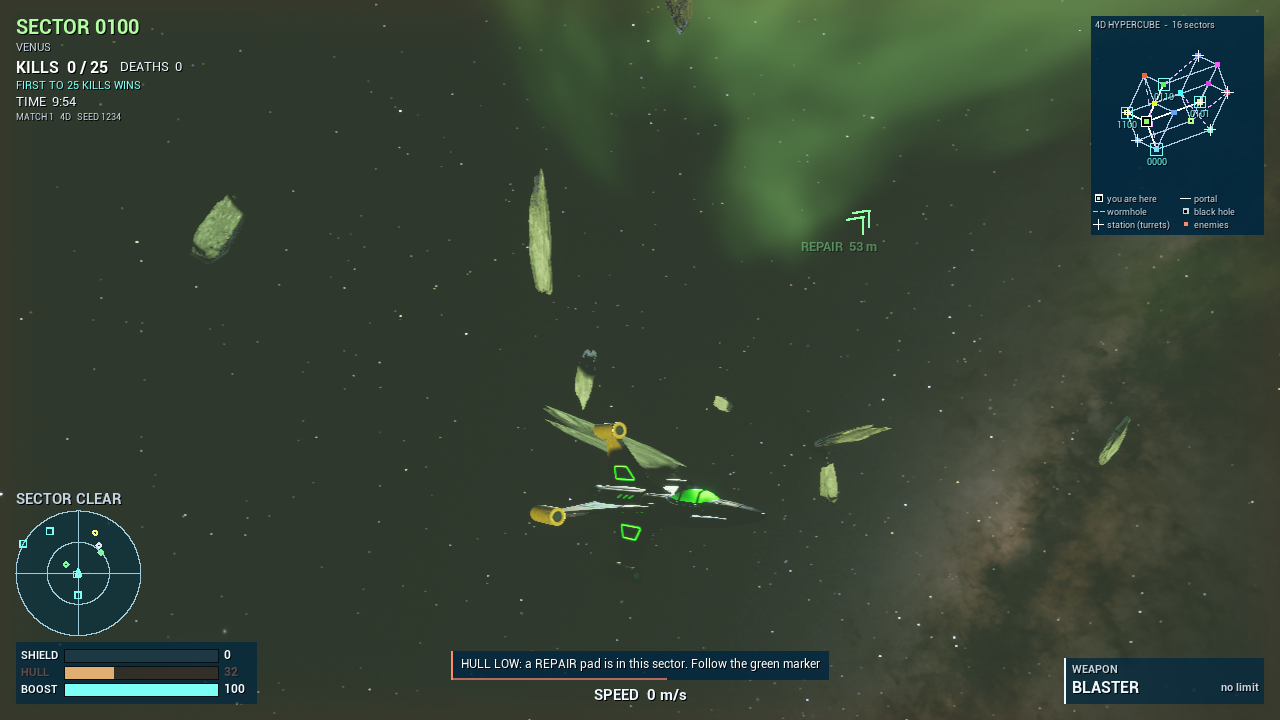 SECTOR 0100
VENUS
KILLS 0 / 25 DEATHS 0
FIRST TO 25 KILLS WINS
TIME 9:54
MATCH 1 4D SEED 1234
4D HYPERCUBE - 16 sectors
1100
0000
you are here
portal
wormhole
black hole
station (turrets)
enemies
REPAIR 53 m
SECTOR CLEAR
SHIELD 0
HULL 32
BOOST 100
HULL LOW: a REPAIR pad is in this sector. Follow the green marker
SPEED 0 m/s
WEAPON
BLASTER no limit